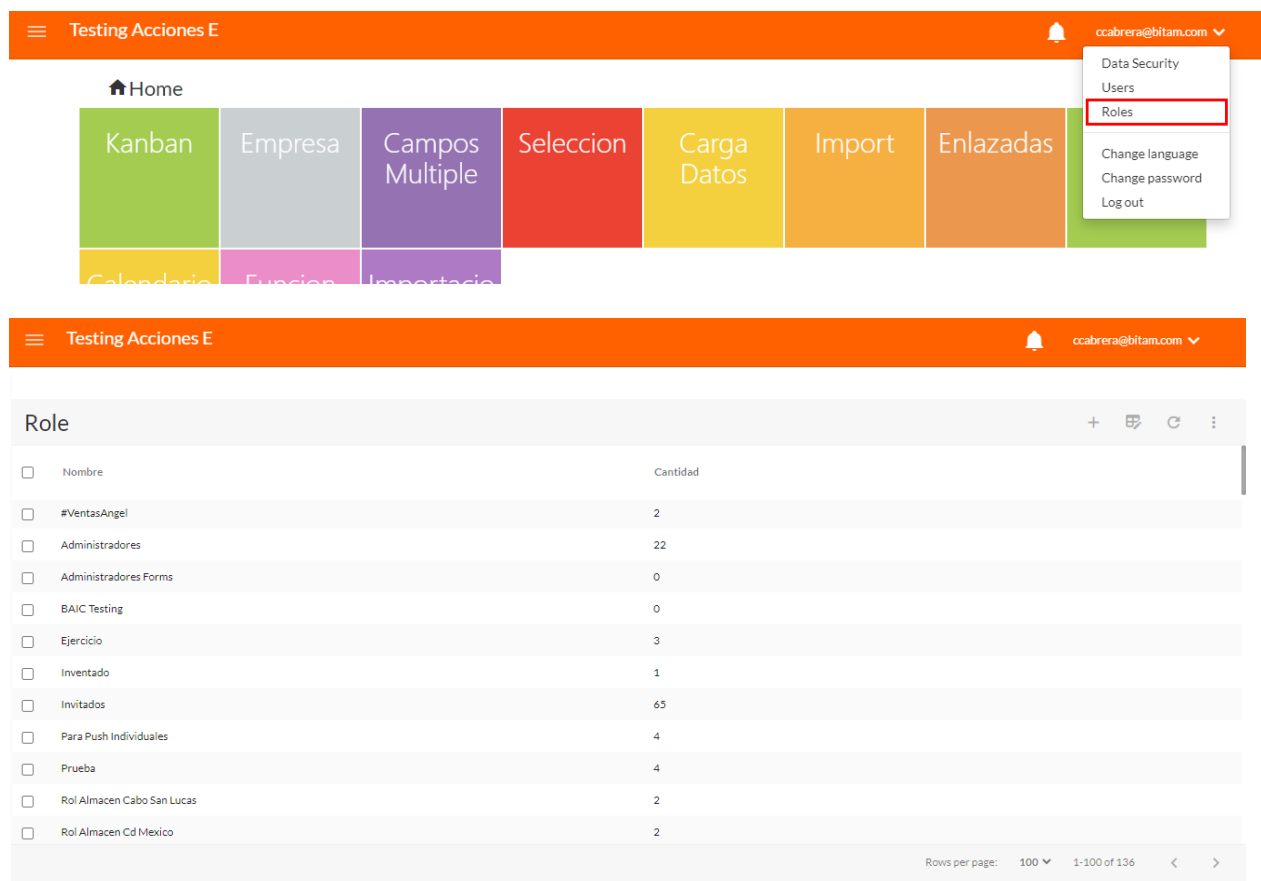 Testing Acciones E
ccabrera@bitam.com
Data Security
Users
Roles
Change language
Change password
Log out
Home
Kanban
Empresa
Campos Multiple
Seleccion
Carga Datos
Import
Enlazadas
Calendario
Funcion
Importacio
Testing Acciones E
ccabrera@bitam.com
Role
Nombre Cantidad
#VentasAngel 2
Administradores 22
Administradores Forms 0
BAIC Testing 0
Ejercicio 3
Inventado 1
Invitados 65
Para Push Individuales 4
Prueba 4
Rol Almacen Cabo San Lucas 2
Rol Almacen Cd Mexico 2
Rows per page: 100 1-100 of 136